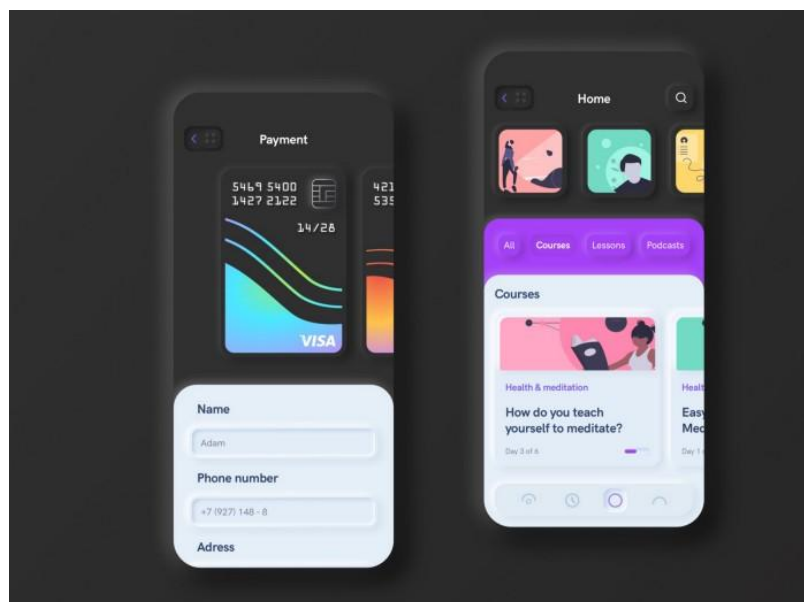 Payment
5469 5400
1427 2122
14/28
VISA
421
535
Name
Adam
Phone number
+7 (927) 148 - 8
Adress
Home
All
Courses
Lessons
Podcasts
Courses
Health & meditation
How do you teach
yourself to meditate?
Day 3 of 6
Healt
Easy
Med
Day 1